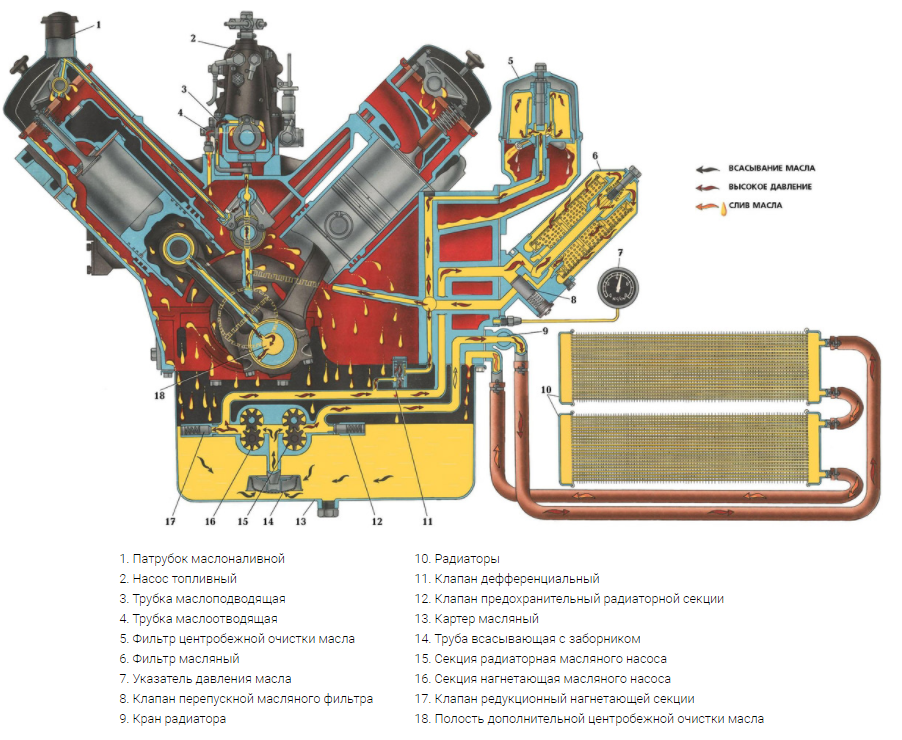 1
2
3
4
5
6
7
8
9
10
11
12
13
14
15
16
17
18
ВСАСЫВАНИЕ МАСЛА
ВЫСОКОЕ ДАВЛЕНИЕ
СЛИВ МАСЛА
1. Патрубок маслоналивной
2. Насос топливный
3. Трубка маслоподводящая
4. Трубка маслоотводящая
5. Фильтр центробежной очистки масла
6. Фильтр масляный
7. Указатель давления масла
8. Клапан перепускной масляного фильтра
9. Кран радиатора
10. Радиаторы
11. Клапан дефференциальный
12. Клапан предохранительный радиаторной секции
13. Картер масляный
14. Труба всасывающая с заборником
15. Секция радиаторная масляного насоса
16. Секция нагнетающая масляного насоса
17. Клапан редукционный нагнетающей секции
18. Полость дополнительной центробежной очистки масла